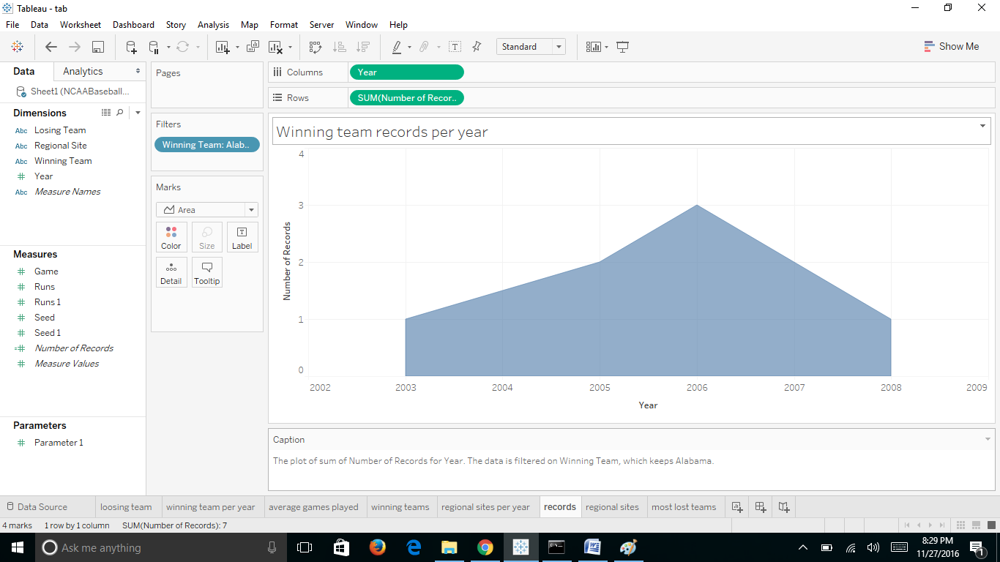 Tableau - tab
File Data Worksheet Dashboard Story Analysis Map Format Server Window Help
Standard
Show Me
Data Analytics
Sheet1 (NCAABaseball...
Dimensions
Abc Losing Team
Abc Regional Site
Abc Winning Team
# Year
Abc Measure Names
Measures
# Game
# Runs
# Runs 1
# Seed
# Seed 1
=# Number of Records
# Measure Values
Parameters
# Parameter 1
Pages
Filters
Winning Team: Alab..
Marks
Area
Color Size Label
Detail Tooltip
Columns Year
Rows SUM(Number of Recor..
Winning team records per year
4
3
2
1
0
Number of Records
2002 2003 2004 2005 2006 2007 2008 2009
Year
Caption
The plot of sum of Number of Records for Year. The data is filtered on Winning Team, which keeps Alabama.
Data Source loosing team winning team per year average games played winning teams regional sites per year records regional sites most lost teams
4 marks 1 row by 1 column SUM(Number of Records): 7
Ask me anything
8:29 PM
11/27/2016
1